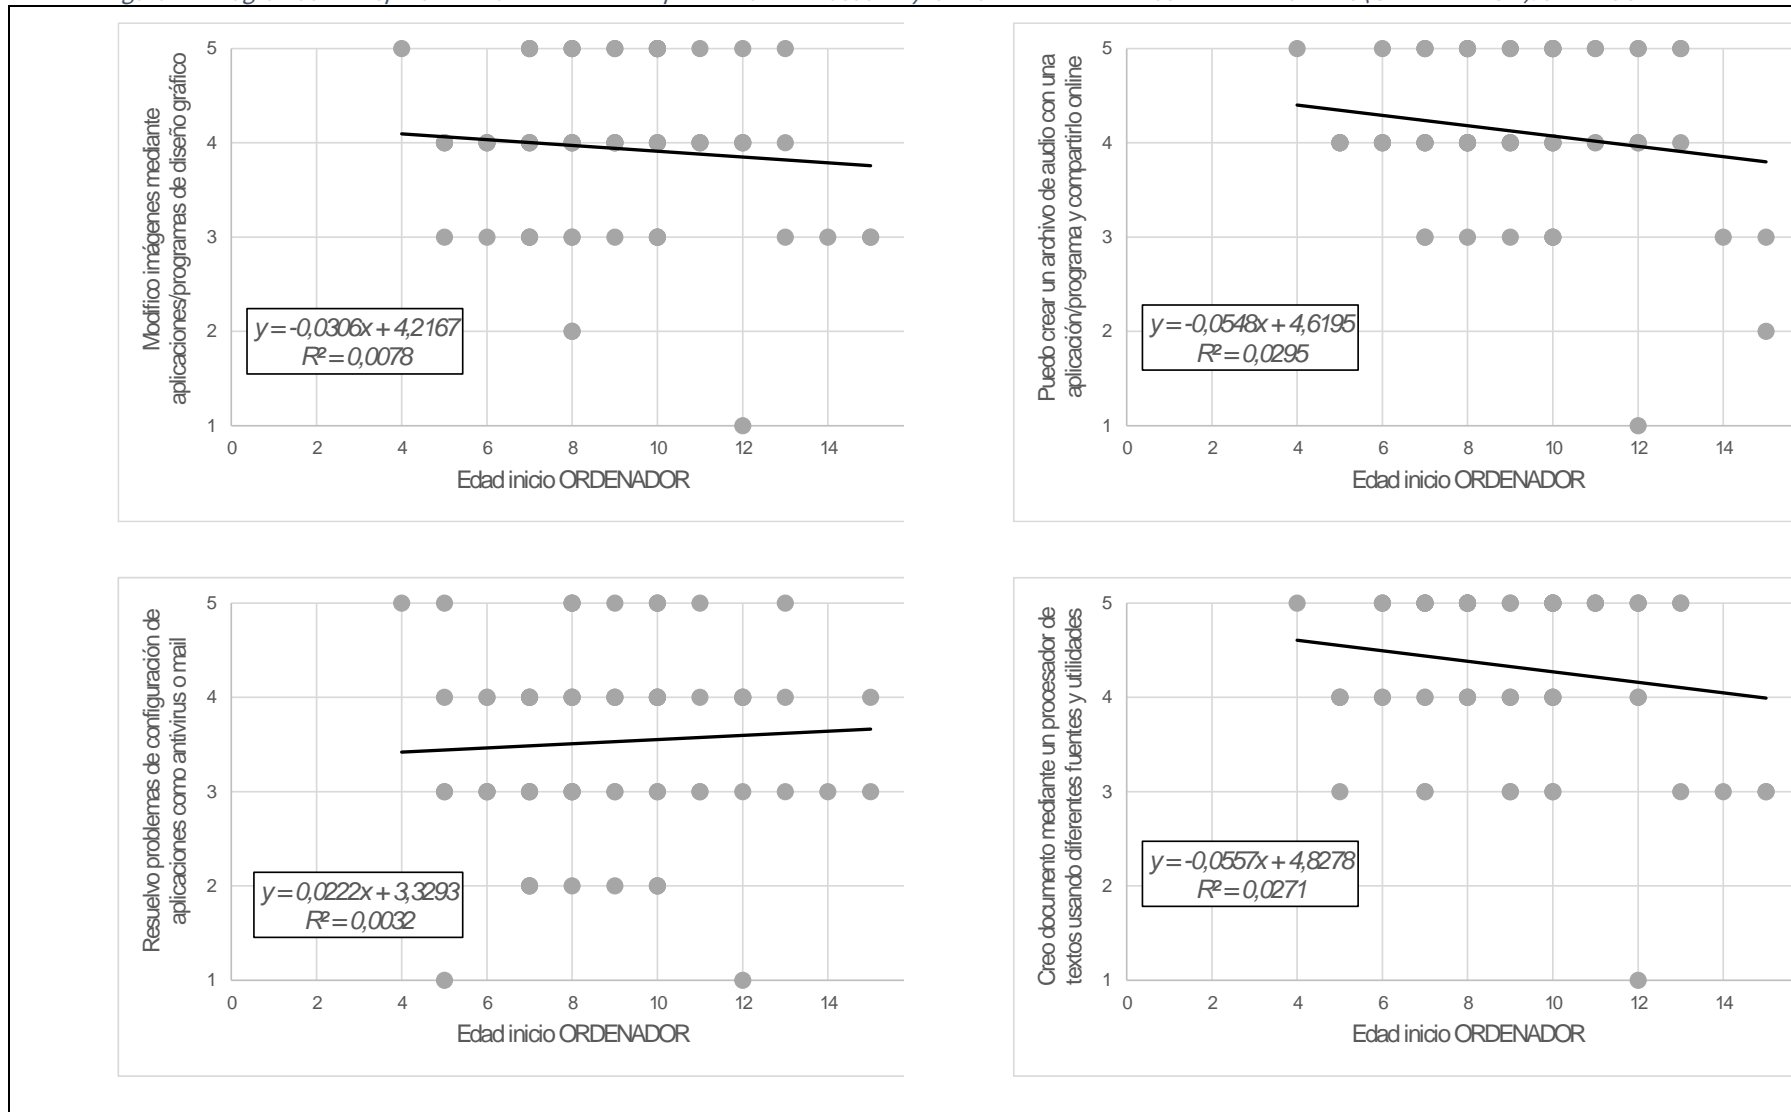 Modifico imágenes mediante
aplicaciones/programas de diseño gráfico
5
4
3
2
1
y = -0,0306x + 4,2167
R² = 0,0078
0 2 4 6 8 10 12 14
Edad inicio ORDENADOR
Puedo crear un archivo de audio con una
aplicación/programa y compartirlo online
5
4
3
2
1
y = -0,0548x + 4,6195
R² = 0,0295
0 2 4 6 8 10 12 14
Edad inicio ORDENADOR
Resuelvo problemas de configuración de
aplicaciones como antivirus o mail
5
4
3
2
1
y = 0,0222x + 3,3293
R² = 0,0032
0 2 4 6 8 10 12 14
Edad inicio ORDENADOR
Creo documento mediante un procesador de
textos usando diferentes fuentes y utilidades
5
4
3
2
1
y = -0,0557x + 4,8278
R² = 0,0271
0 2 4 6 8 10 12 14
Edad inicio ORDENADOR